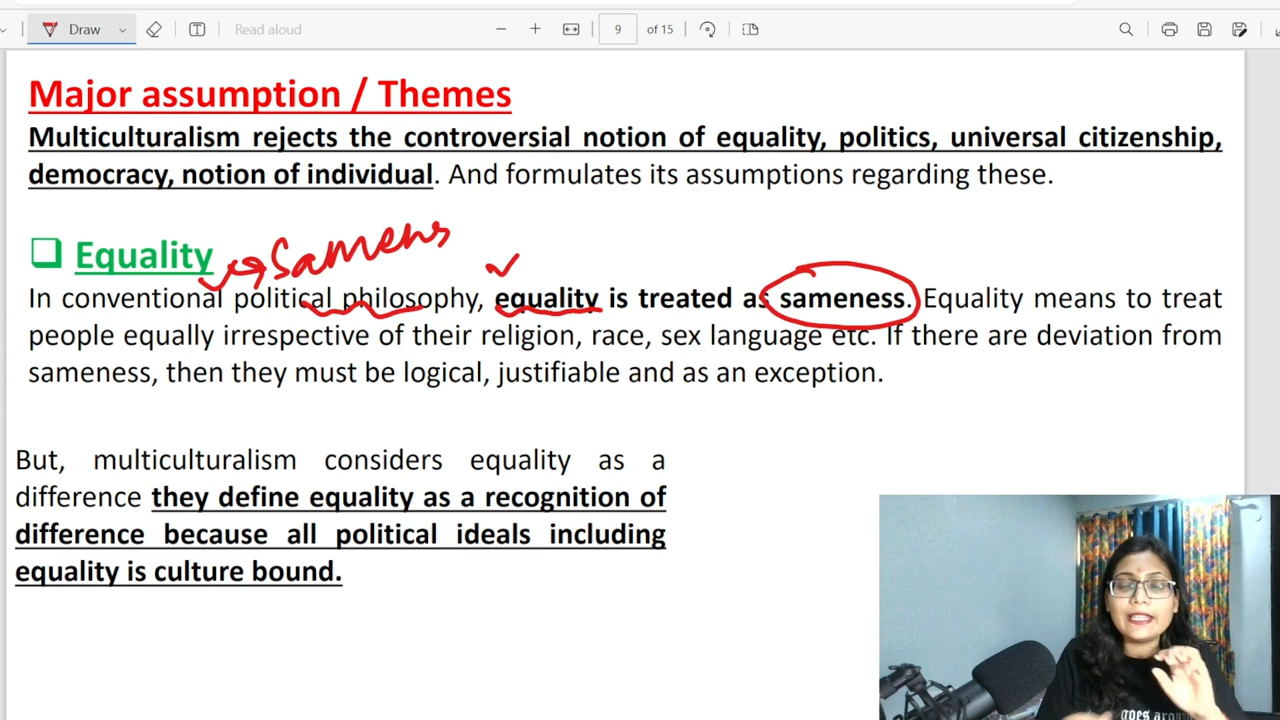 Draw
Read aloud
9 of 15
Major assumption / Themes
Multiculturalism rejects the controversial notion of equality, politics, universal citizenship,
democracy, notion of individual. And formulates its assumptions regarding these.
Equality
Samens
In conventional political philosophy, equality is treated as sameness. Equality means to treat
people equally irrespective of their religion, race, sex language etc. If there are deviation from
sameness, then they must be logical, justifiable and as an exception.
But, multiculturalism considers equality as a
difference they define equality as a recognition of
difference because all political ideals including
equality is culture bound.
goes around